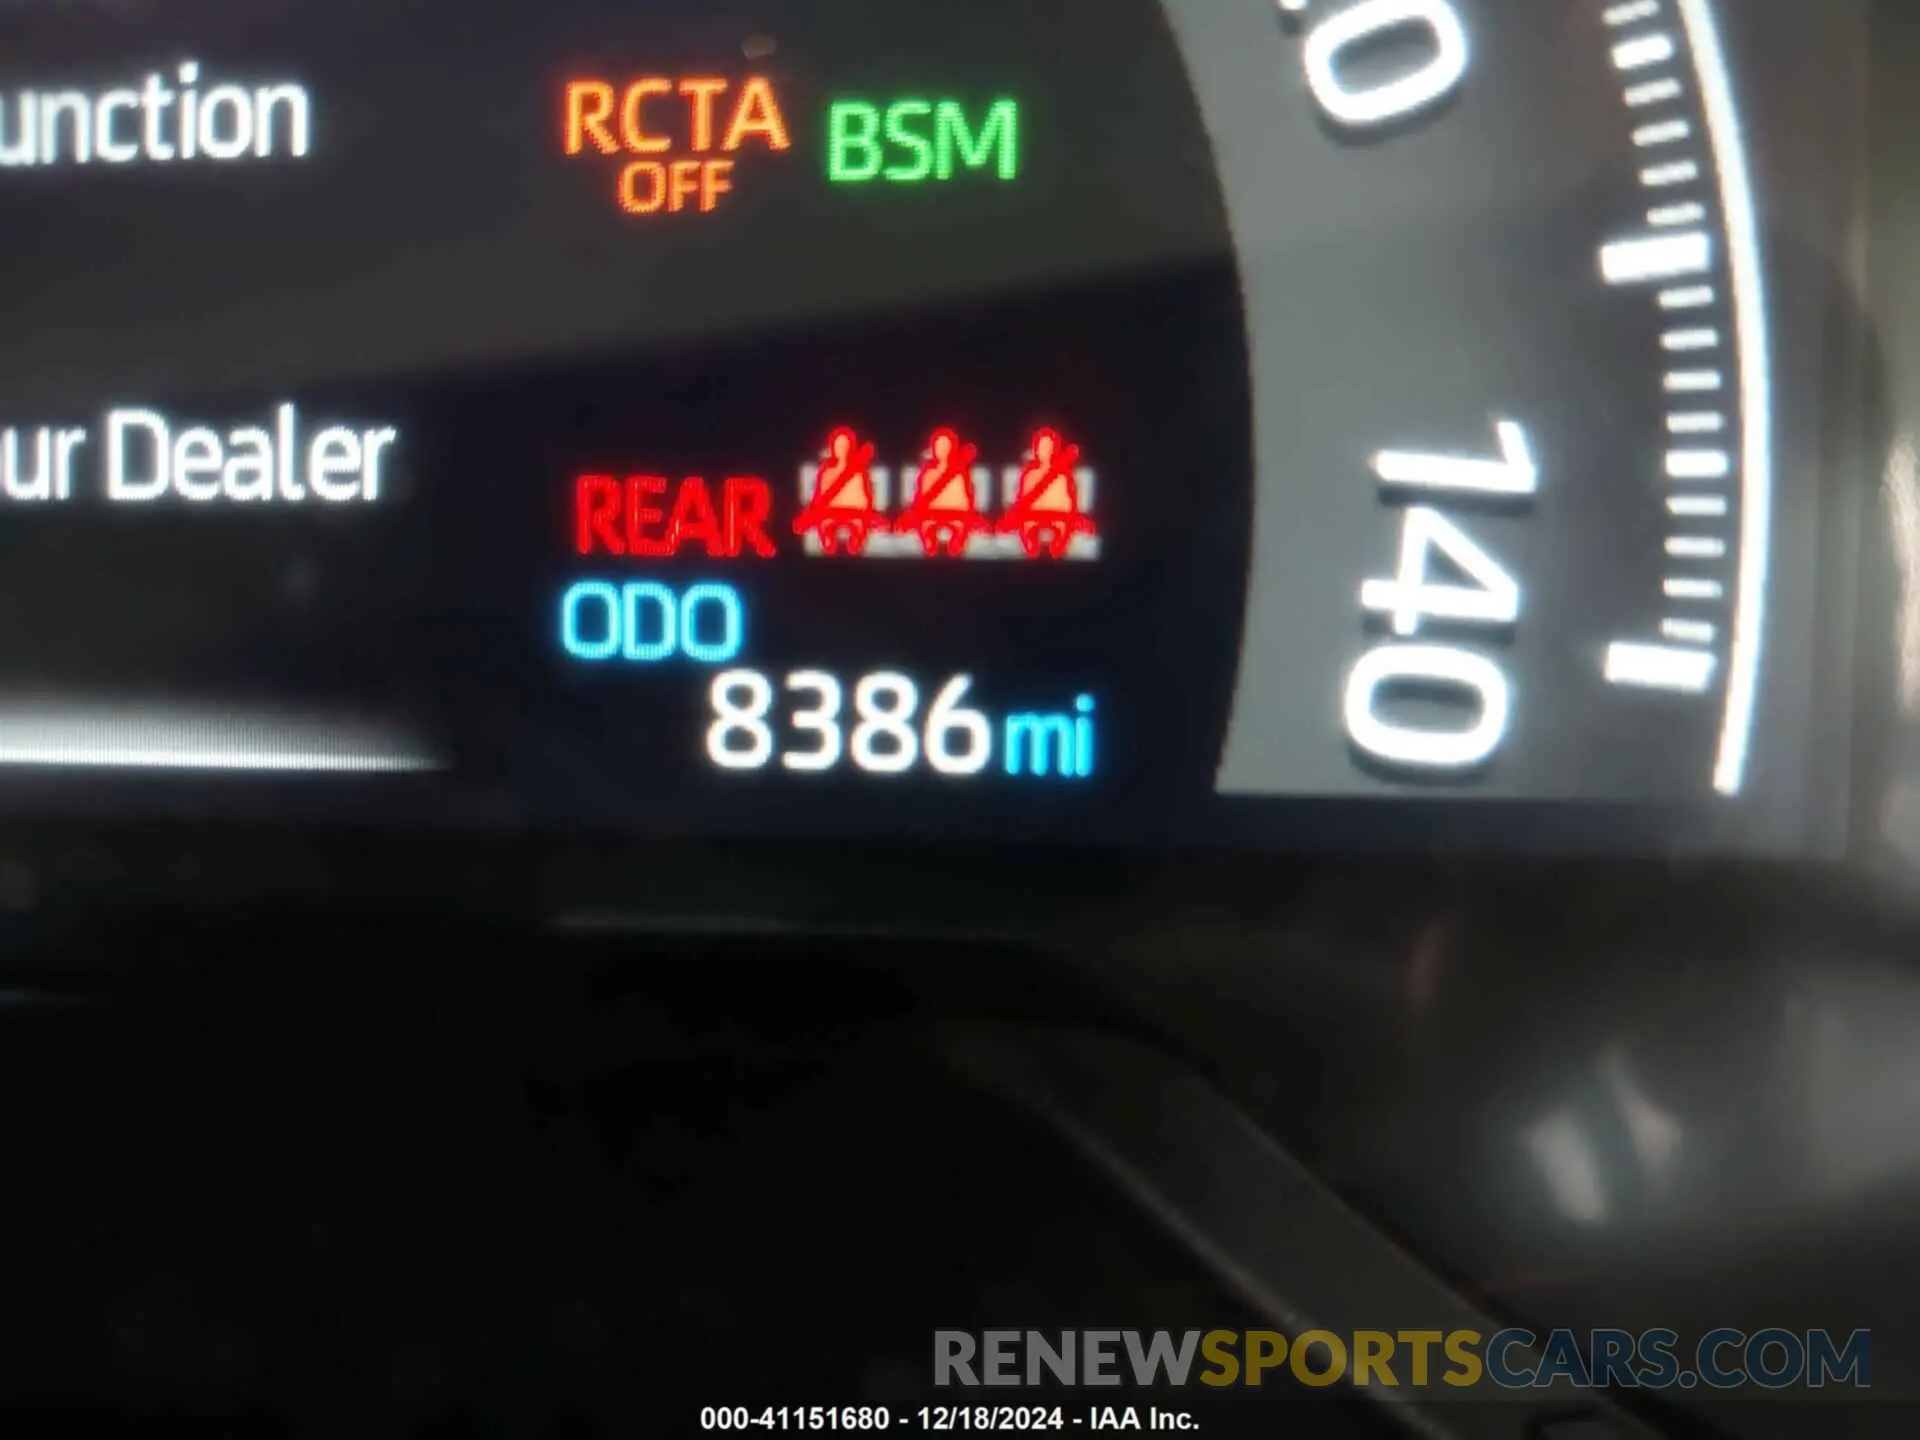 unction
RCTA
OFF
BSM
ur Dealer
REAR
ODO
8386 mi
140
RENEWSPORTSCARS.COM
000-41151680 - 12/18/2024 - IAA Inc.